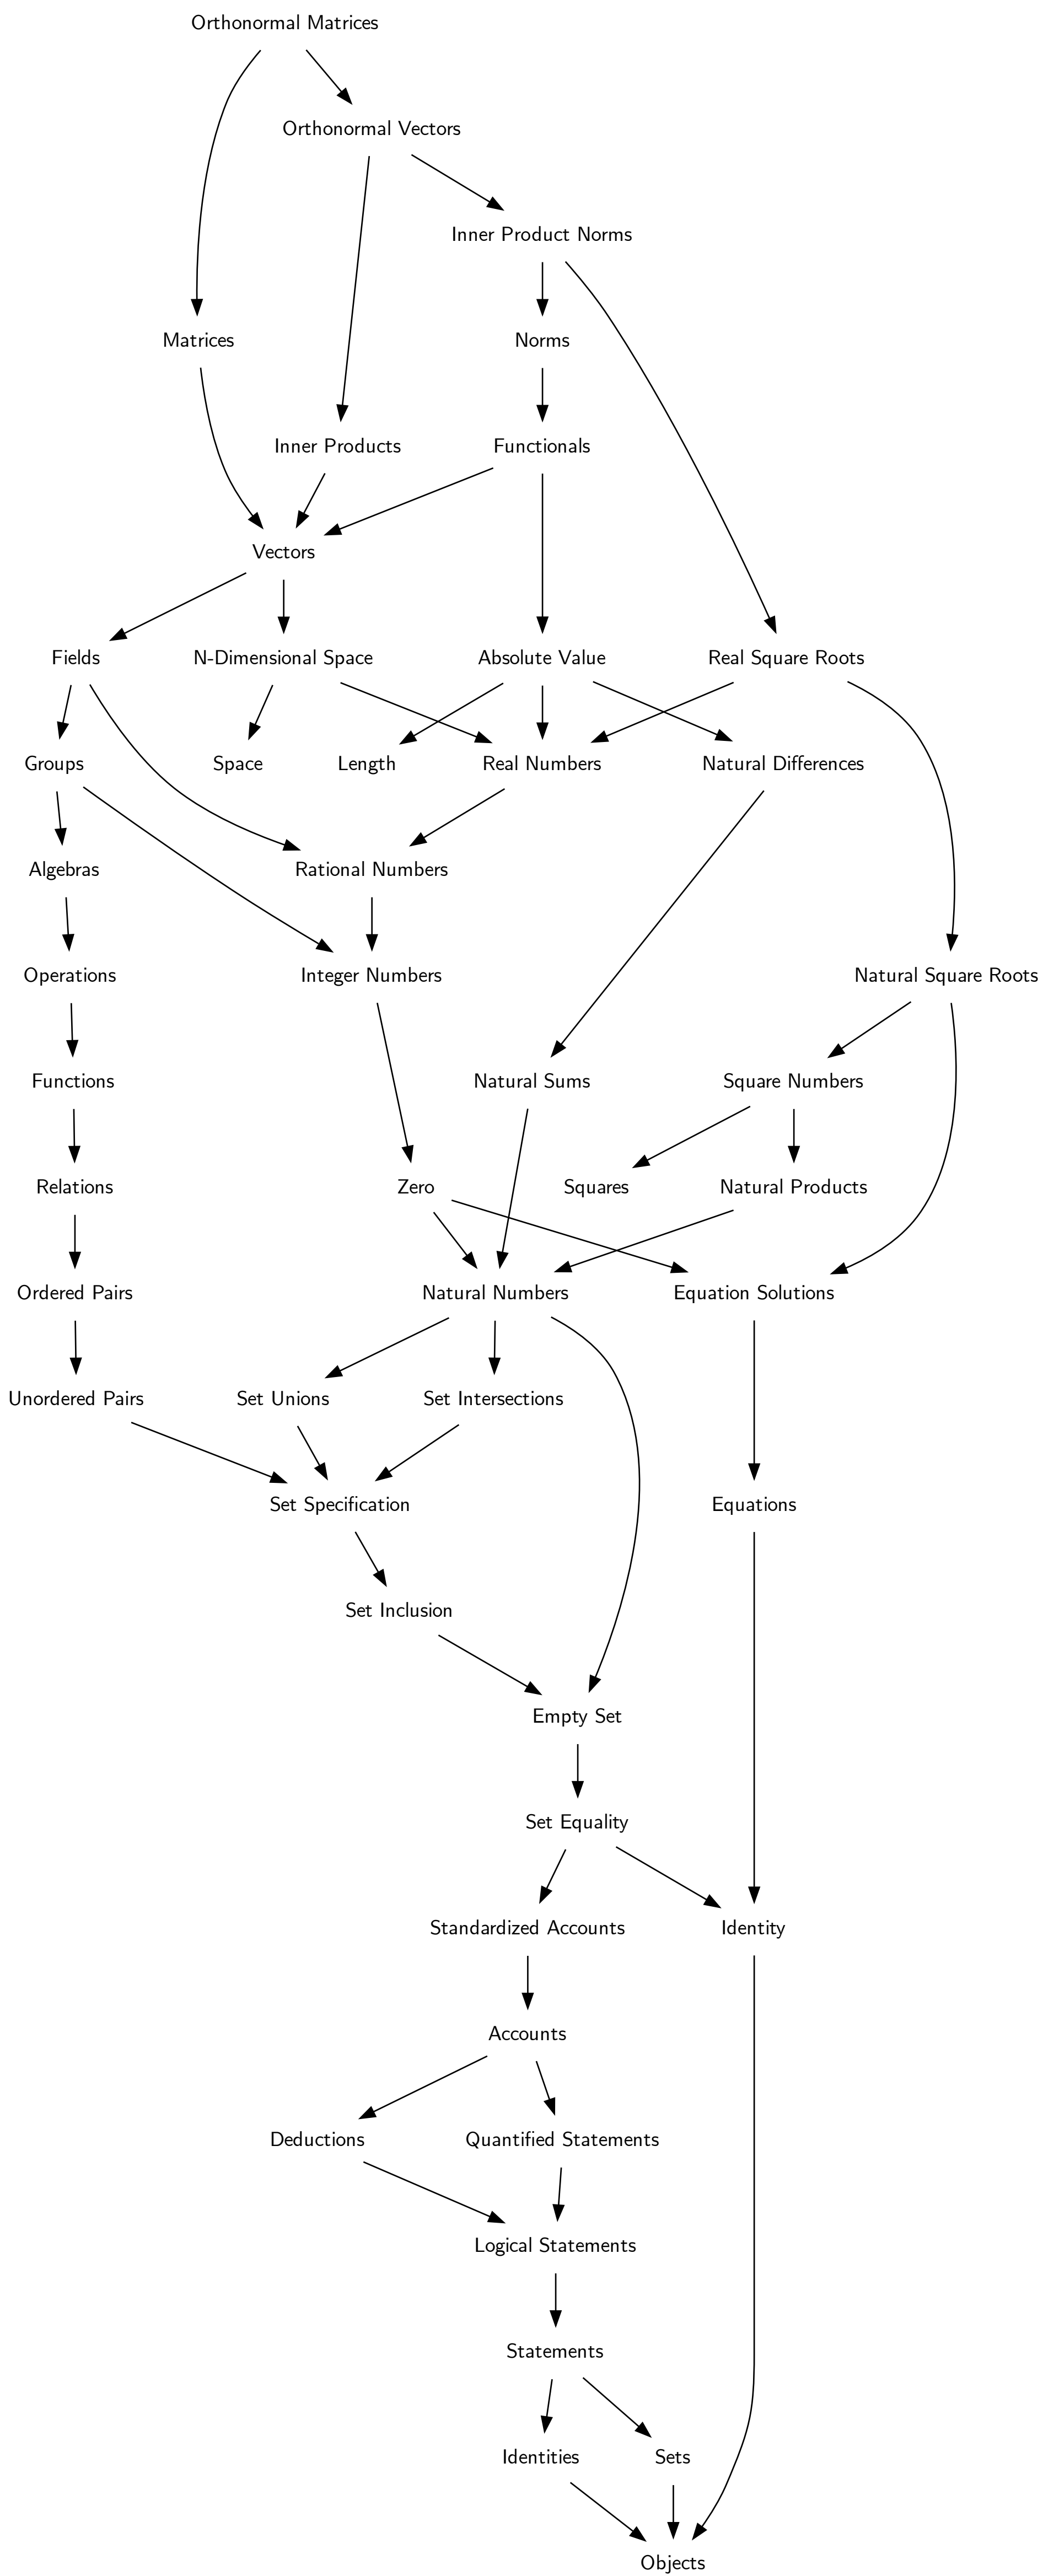 Orthonormal Matrices
Orthonormal Vectors
Inner Product Norms
Matrices
Norms
Inner Products
Functionals
Vectors
Fields
N-Dimensional Space
Absolute Value
Real Square Roots
Groups
Space
Length
Real Numbers
Natural Differences
Algebras
Rational Numbers
Operations
Integer Numbers
Natural Square Roots
Functions
Natural Sums
Square Numbers
Relations
Zero
Squares
Natural Products
Ordered Pairs
Natural Numbers
Equation Solutions
Unordered Pairs
Set Unions
Set Intersections
Set Specification
Equations
Set Inclusion
Empty Set
Set Equality
Standardized Accounts
Identity
Accounts
Deductions
Quantified Statements
Logical Statements
Statements
Identities
Sets
Objects